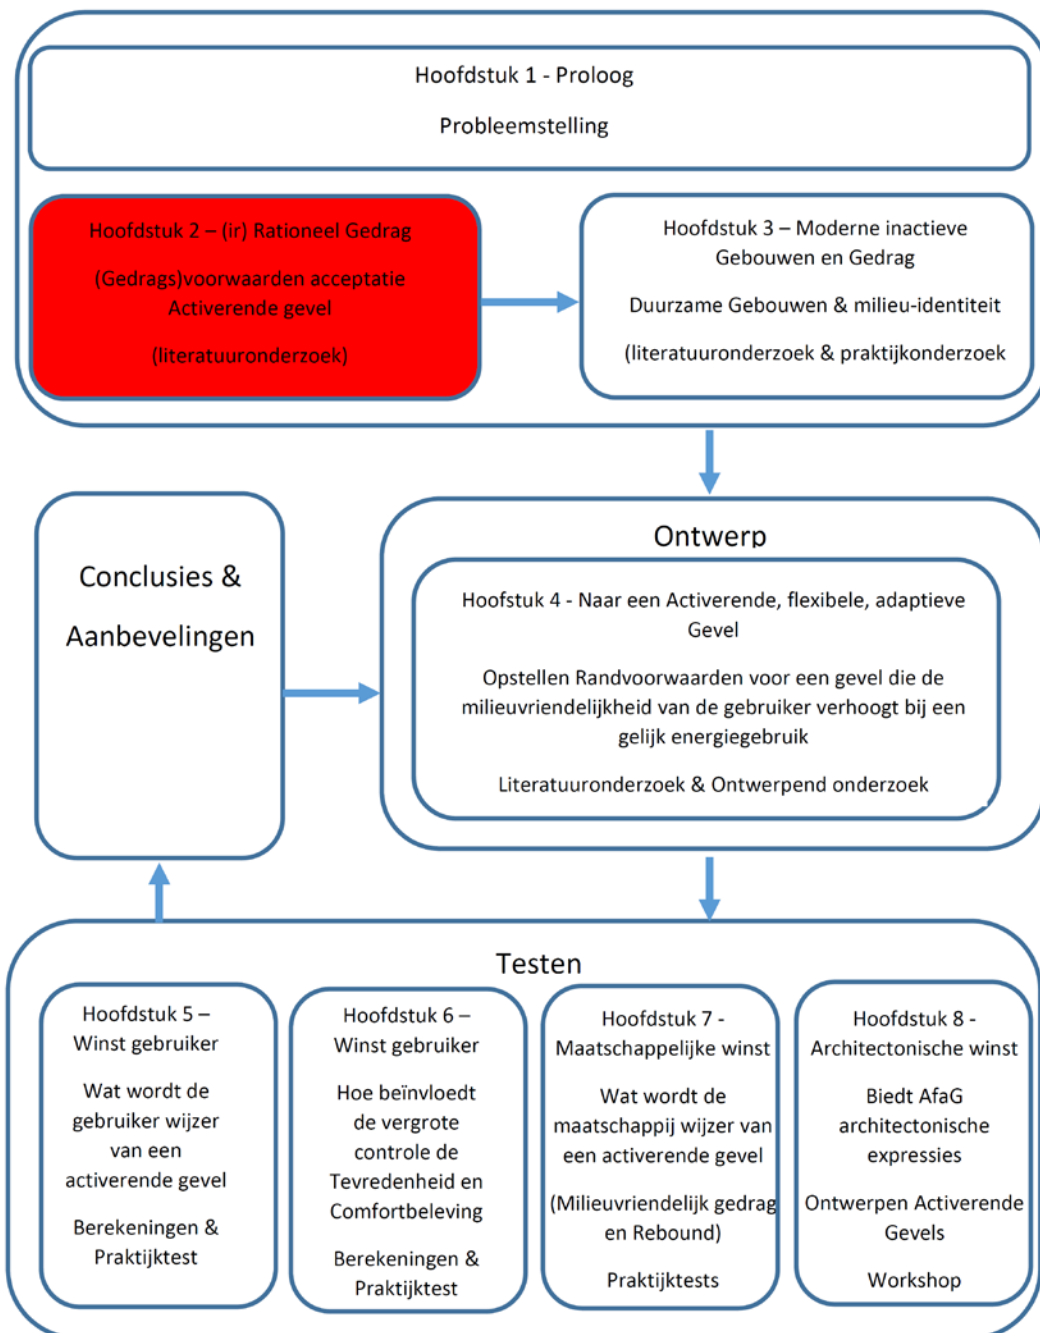 Hoofdstuk 1 - Proloog
Probleemstelling
Hoofdstuk 2 – (ir) Rationeel Gedrag
(Gedrags)voorwaarden acceptatie
Activerende gevel
(literatuuronderzoek)
Hoofdstuk 3 – Moderne inactieve
Gebouwen en Gedrag
Duurzame Gebouwen & milieu-identiteit
(literatuuronderzoek & praktijkonderzoek
Conclusies &
Aanbevelingen
Ontwerp
Hoofstuk 4 - Naar een Activerende, flexibele, adaptieve
Gevel
Opstellen Randvoorwaarden voor een gevel die de
milieuvriendelijkheid van de gebruiker verhoogt bij een
gelijk energiegebruik
Literatuuronderzoek & Ontwerpend onderzoek
Testen
Hoofdstuk 5 –
Winst gebruiker
Wat wordt de
gebruiker wijzer
van een
activerende gevel
Berekeningen &
Praktijktest
Hoofdstuk 6 –
Winst gebruiker
Hoe beïnvloedt
de vergrote
controle de
Tevredenheid en
Comfortbeleving
Berekeningen &
Praktijktest
Hoofdstuk 7 -
Maatschappelijke winst
Wat wordt de
maatschappij wijzer van
een activerende gevel
(Milieuvriendelijk gedrag
en Rebound)
Praktijktests
Hoofdstuk 8 -
Architectonische winst
Biedt AfaG
architectonische
expressies
Ontwerpen Activerende
Gevels
Workshop